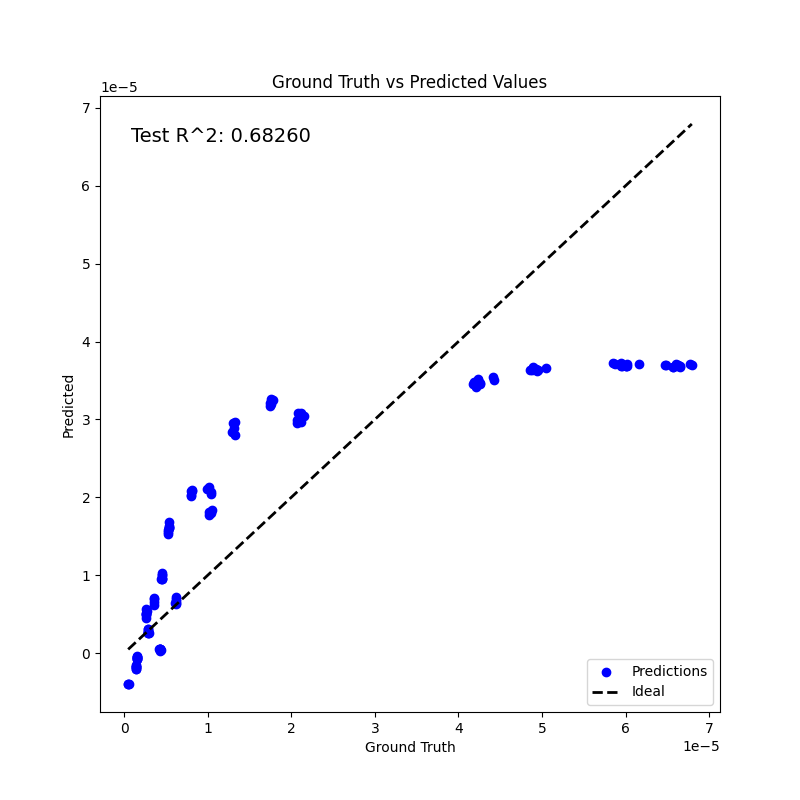 Ground Truth vs Predicted Values
1e−5
7
Test R^2: 0.68260
6
5
4
Predicted
3
2
1
0
Predictions
Ideal
0 1 2 3 4 5 6 7
Ground Truth
1e−5